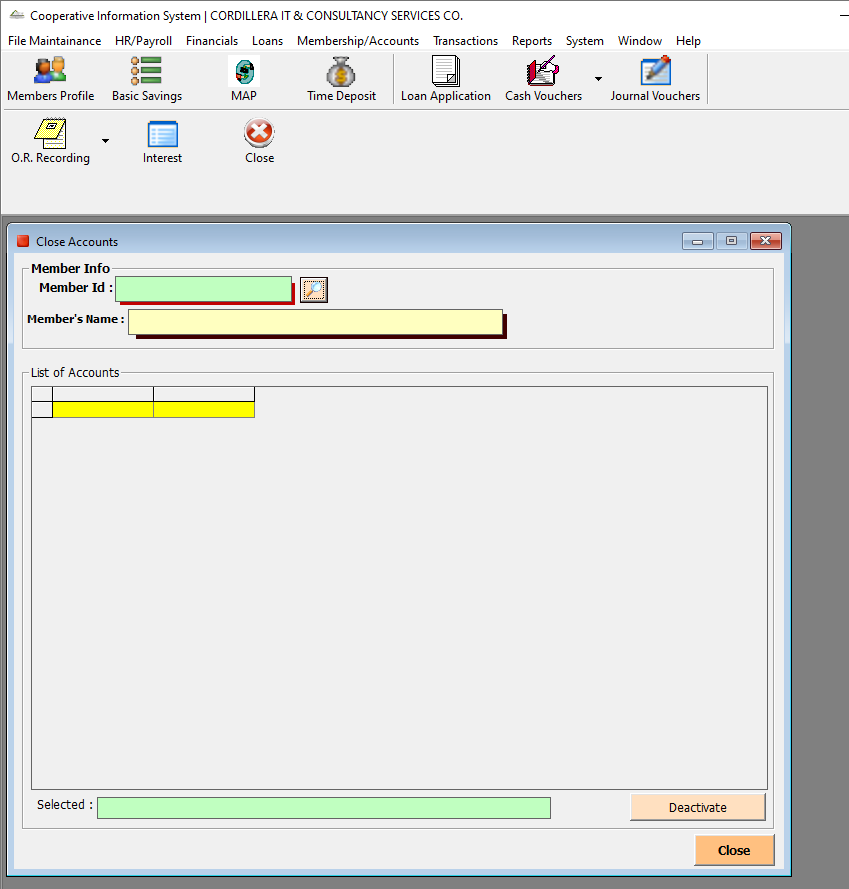 Cooperative Information System | CORDILLERA IT & CONSULTANCY SERVICES CO.
File Maintainance HR/Payroll Financials Loans Membership/Accounts Transactions Reports System Window Help
Members Profile Basic Savings MAP Time Deposit Loan Application Cash Vouchers Journal Vouchers
O.R. Recording Interest Close
Close Accounts
Member Info
Member Id :
Member's Name :
List of Accounts
Selected : Deactivate
Close